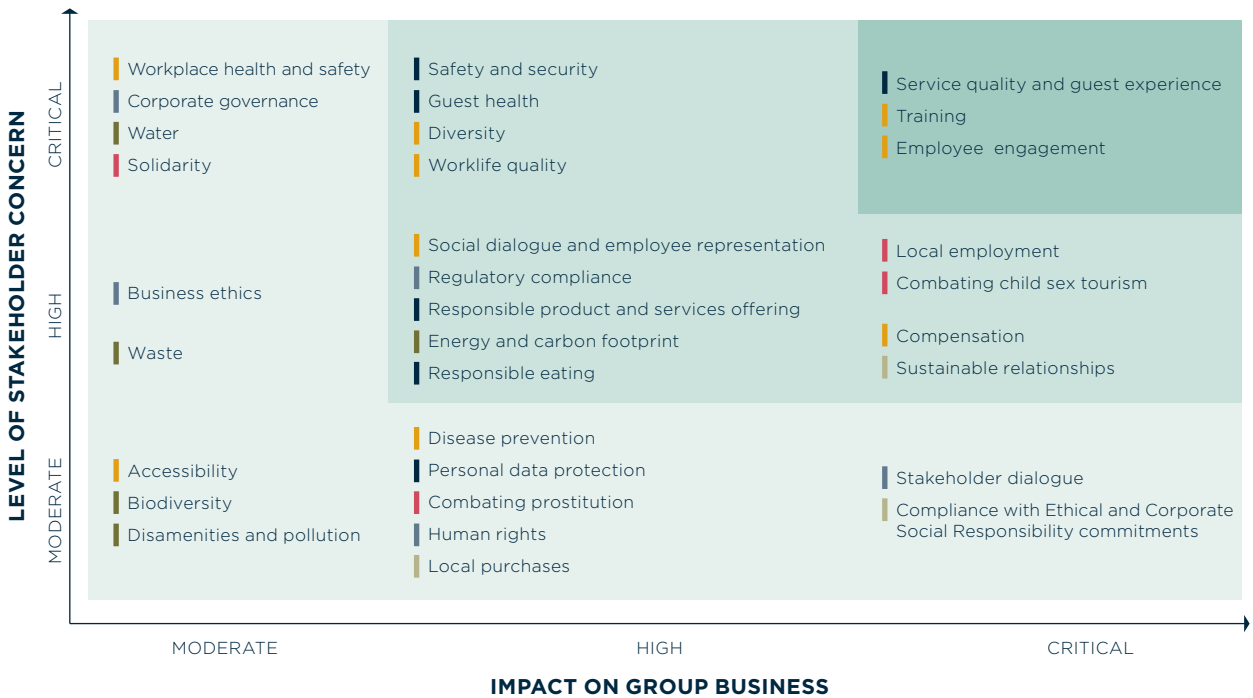 LEVEL OF STAKEHOLDER CONCERN
CRITICAL
Workplace health and safety
Corporate governance
Water
Solidarity
Safety and security
Guest health
Diversity
Worklife quality
Service quality and guest experience
Training
Employee engagement
HIGH
Business ethics
Waste
Social dialogue and employee representation
Regulatory compliance
Responsible product and services offering
Energy and carbon footprint
Responsible eating
Local employment
Combating child sex tourism
Compensation
Sustainable relationships
MODERATE
Accessibility
Biodiversity
Disamenities and pollution
Disease prevention
Personal data protection
Combating prostitution
Human rights
Local purchases
Stakeholder dialogue
Compliance with Ethical and Corporate
Social Responsibility commitments
MODERATE
HIGH
CRITICAL
IMPACT ON GROUP BUSINESS